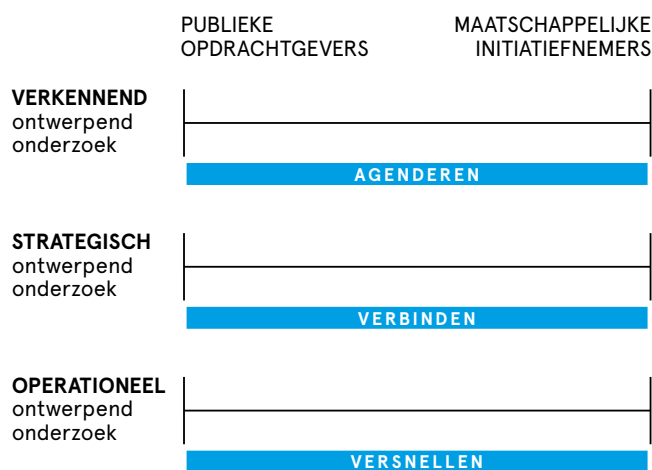 PUBLIEKE
OPDRACHTGEVERS
MAATSCHAPPELIJKE
INITIATIEFNEMERS
VERKENNEND
ontwerpend
onderzoek
AGENDEREN
STRATEGISCH
ontwerpend
onderzoek
VERBINDEN
OPERATIONEEL
ontwerpend
onderzoek
VERSNELLEN